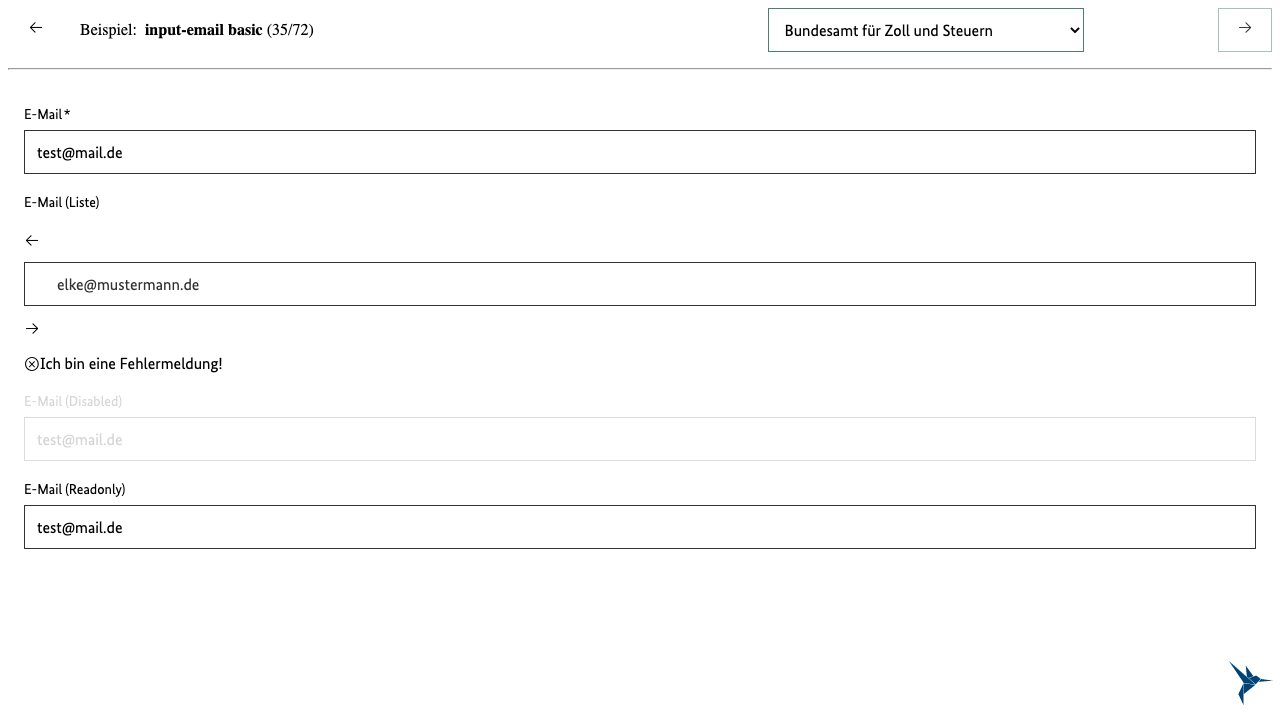 Beispiel: input-email basic (35/72)
Bundesamt für Zoll und Steuern
E-Mail*
test@mail.de
E-Mail (Liste)
elke@mustermann.de
Ich bin eine Fehlermeldung!
E-Mail (Disabled)
test@mail.de
E-Mail (Readonly)
test@mail.de